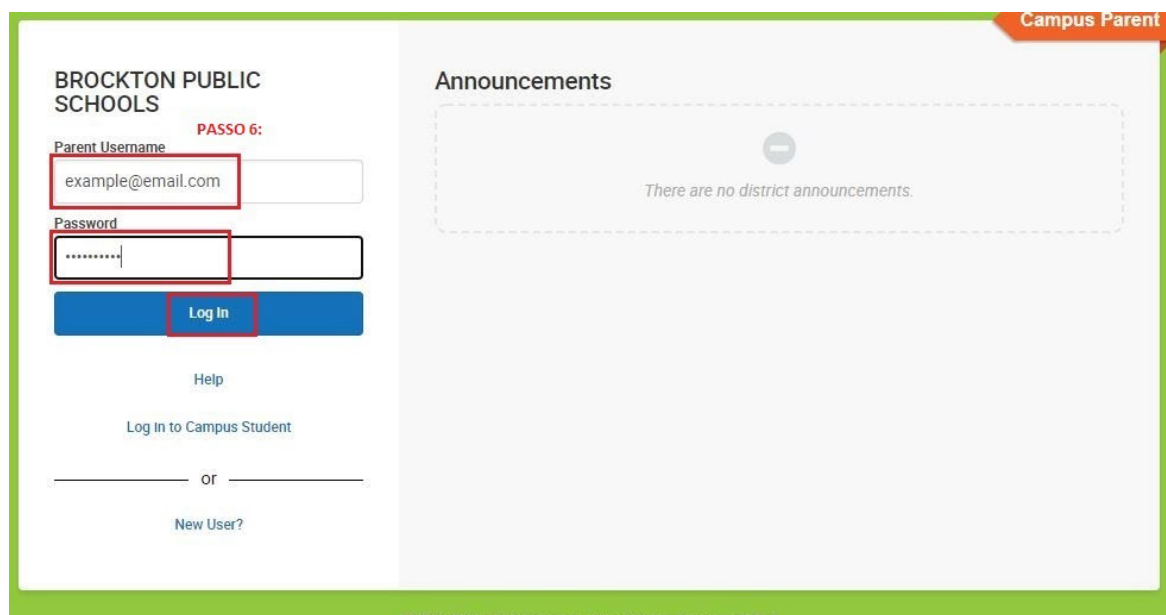 Campus Parent
BROCKTON PUBLIC
SCHOOLS
PASSO 6:
Parent Username
example@email.com
Password
Log In
Help
Log in to Campus Student
or
New User?
Announcements
There are no district announcements.